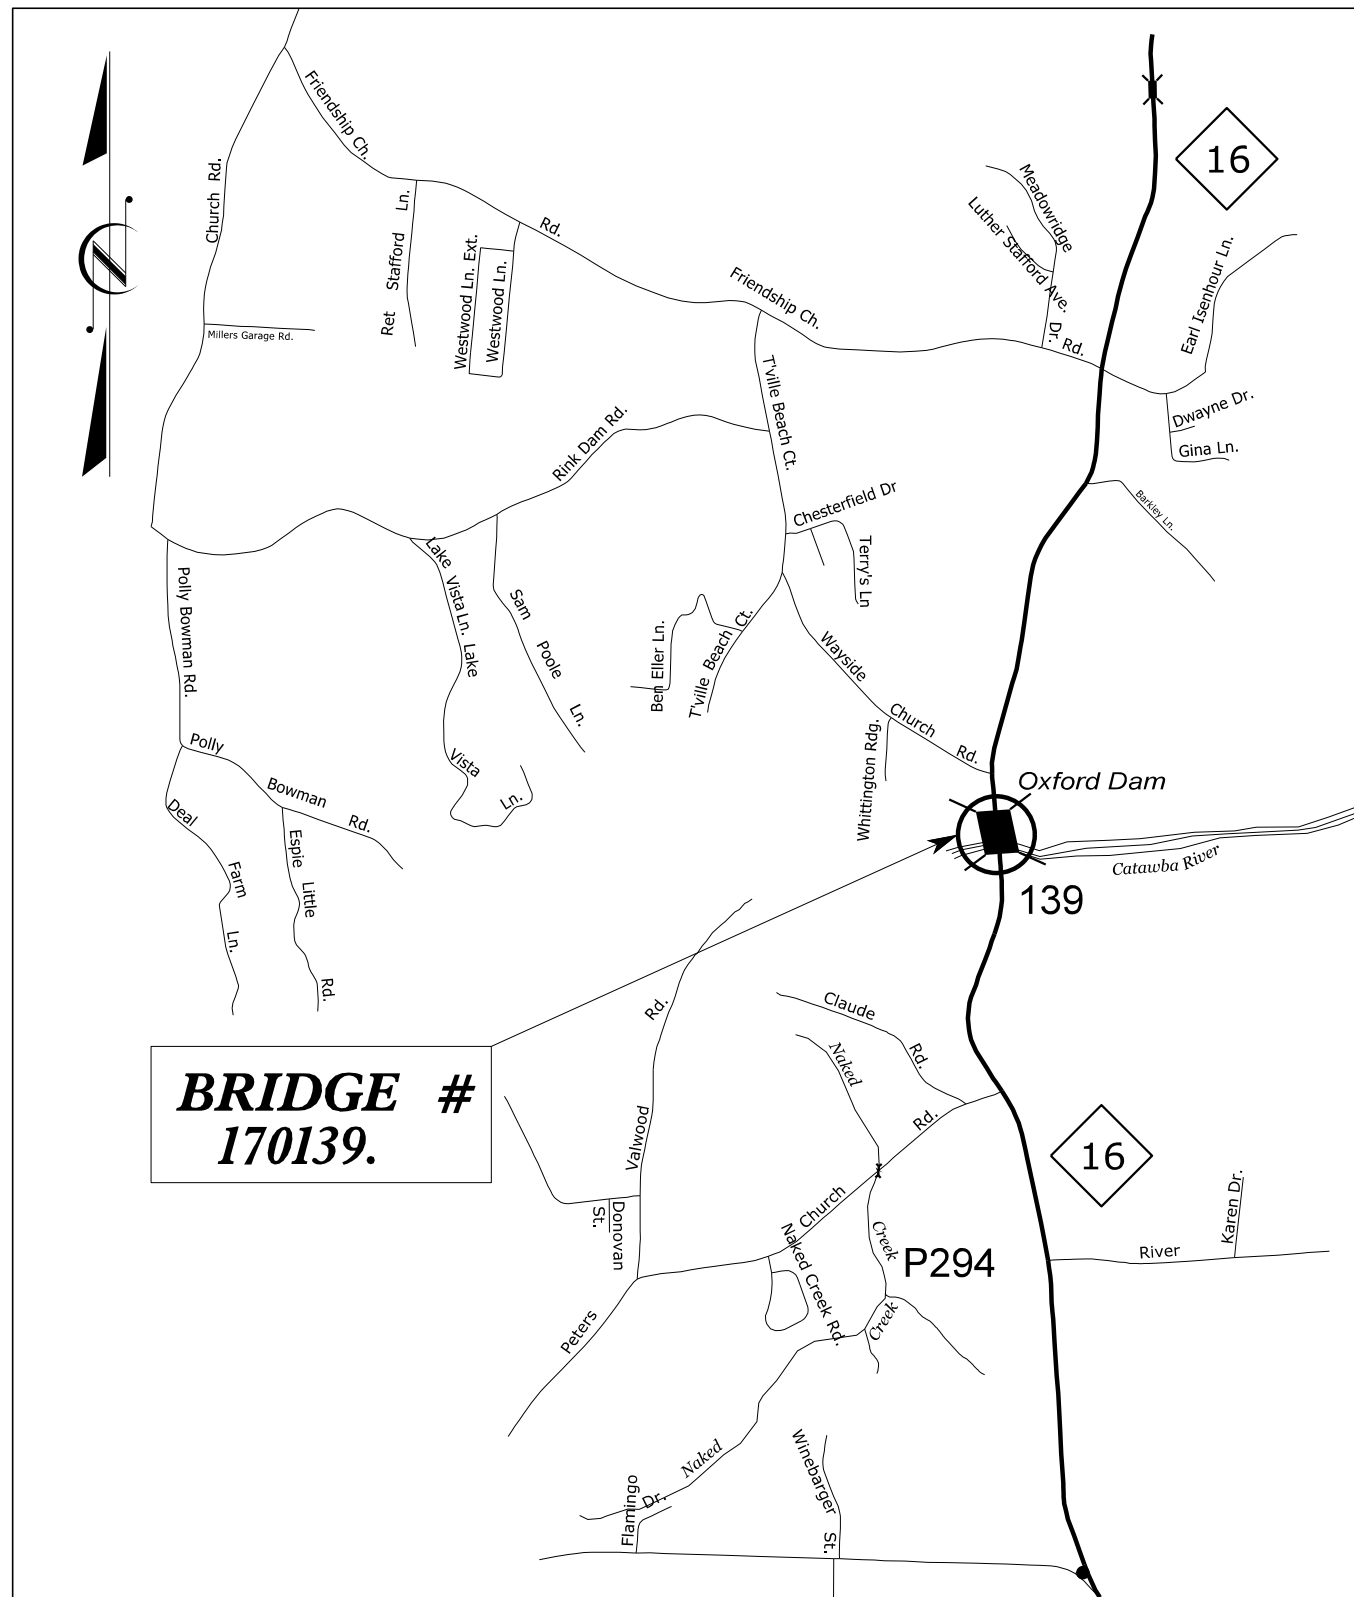 Friendship Ch.
Church Rd.
16
Meadowridge
Luther Stafford Ave.
Ret Stafford Ln.
Rd.
Westwood Ln. Ext.
Westwood Ln.
Earl Isenhour Ln.
N
Friendship Ch.
Millers Garage Rd.
Dr.
Rd.
T'ville Beach Ct.
Dwayne Dr.
Rink Dam Rd.
Gina Ln.
Chesterfield Dr
Barkley Ln.
Terry's Ln
Lake Vista Ln.
Lake
Polly Bowman Rd.
Sam Poole Ln.
Ben Eller Ln.
T'ville Beach Ct.
Wayside
Church
Rd.
Whittington Rdg.
Polly
Bowman
Rd.
Vista
Ln.
Oxford Dam
Deal
Farm
Ln.
Espie Little Rd.
Catawba River
139
Rd.
Claude
Rd.
Naked
BRIDGE #
170139.
Valwood
Rd.
Church
16
Donovan
St.
Naked Creek Rd.
Creek
P294
Karen Dr.
River
Peters
Creek
Naked
Winebarger
St.
Flamingo
Dr.